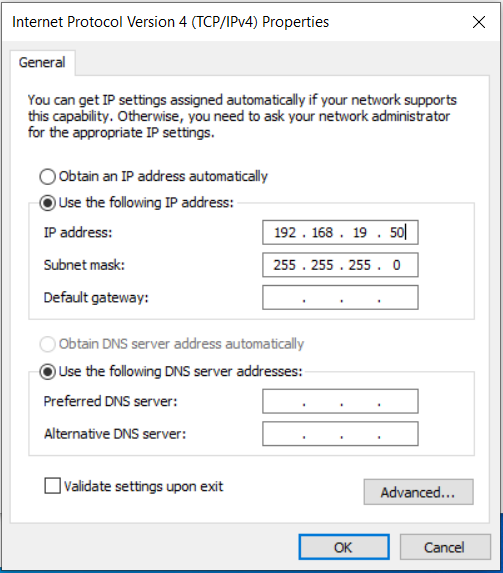 Internet Protocol Version 4 (TCP/IPv4) Properties
General
You can get IP settings assigned automatically if your network supports
this capability. Otherwise, you need to ask your network administrator
for the appropriate IP settings.
Obtain an IP address automatically
Use the following IP address:
IP address: 192 . 168 . 19 . 50
Subnet mask: 255 . 255 . 255 . 0
Default gateway: . . .
Obtain DNS server address automatically
Use the following DNS server addresses:
Preferred DNS server: . . .
Alternative DNS server: . . .
Validate settings upon exit Advanced...
OK Cancel